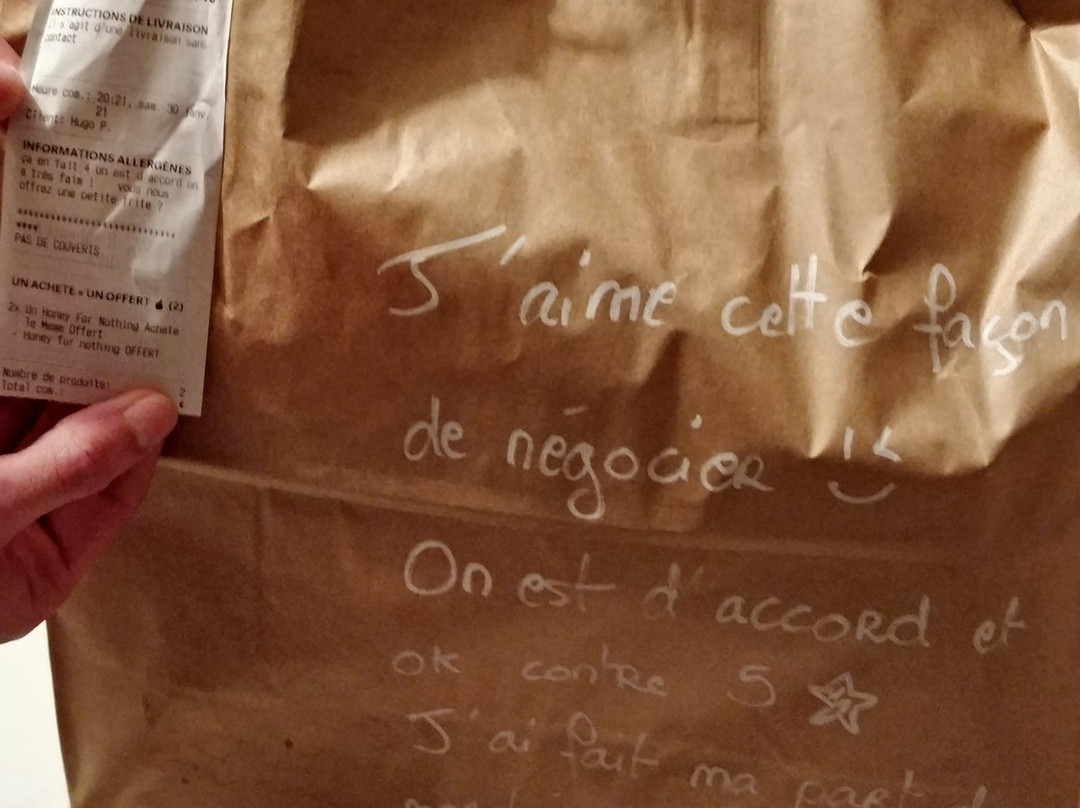 INSTRUCTIONS DE LIVRAISON
Il s'agit d'une livraison sans
contact
Heure com.: 20:21, sam. 30 janv.
21
Client: Hugo P.
INFORMATIONS ALLERGÈNES
ça en fait 4 on est d'accord on
a très faim ! vous nous
offrez une petite frite ?
PAS DE COUVERTS
UN ACHETE = UN OFFERT (2)
2x Un Honey For Nothing Acheté
le Meme Offert
- Honey for nothing OFFERT
Nombre de produits: 2
Total com.:
J'aime cette façon
de négocier
On est d'accord et
ok contre 5
J'ai fait ma part